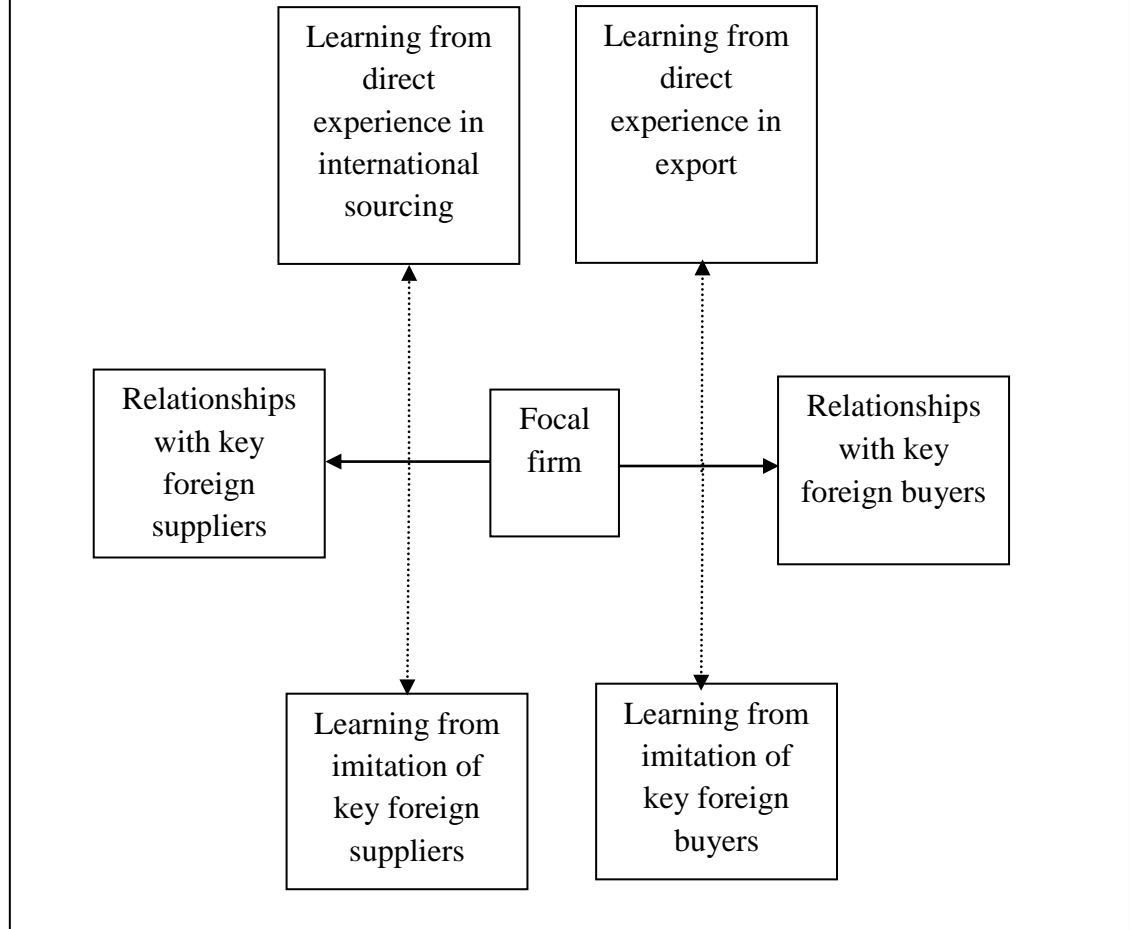 Learning from
direct
experience in
international
sourcing
Learning from
direct
experience in
export
Relationships
with key
foreign
suppliers
Focal
firm
Relationships
with key
foreign buyers
Learning from
imitation of
key foreign
suppliers
Learning from
imitation of
key foreign
buyers